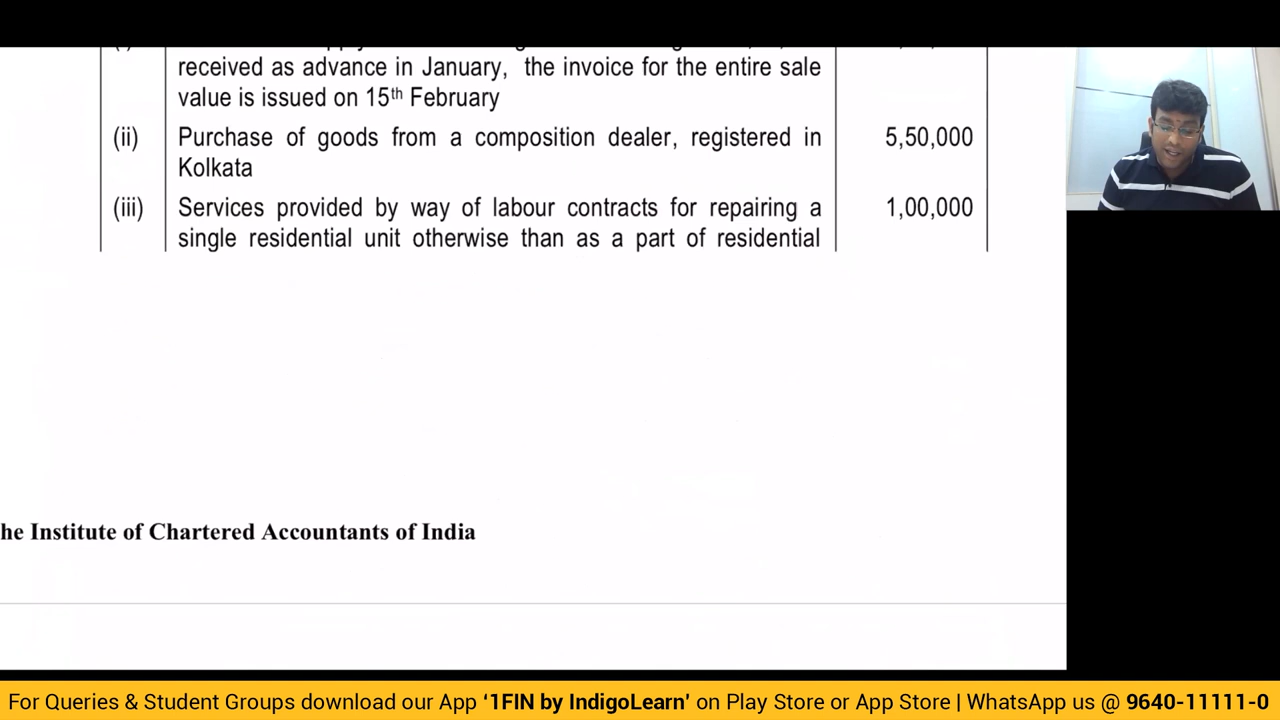 received as advance in January, the invoice for the entire sale
value is issued on 15th February
(ii) Purchase of goods from a composition dealer, registered in 5,50,000
Kolkata
(iii) Services provided by way of labour contracts for repairing a 1,00,000
single residential unit otherwise than as a part of residential
he Institute of Chartered Accountants of India
For Queries & Student Groups download our App ‘1FIN by IndigoLearn’ on Play Store or App Store | WhatsApp us @ 9640-11111-0